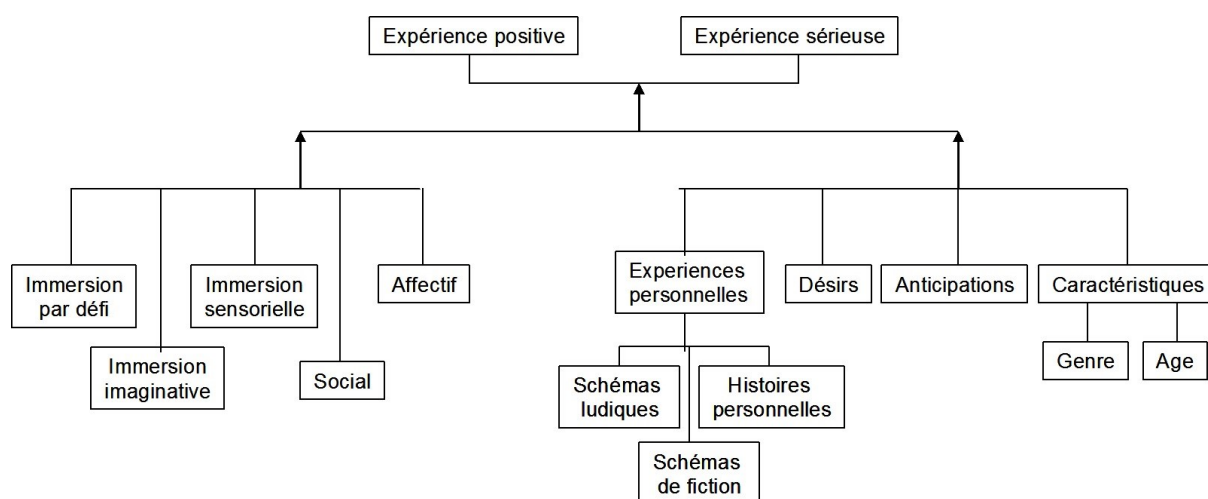 Expérience positive
Expérience sérieuse
Immersion
par défi
Immersion
imaginative
Immersion
sensorielle
Social
Affectif
Experiences
personnelles
Schémas
ludiques
Schémas
de fiction
Histoires
personnelles
Désirs
Anticipations
Caractéristiques
Genre
Age